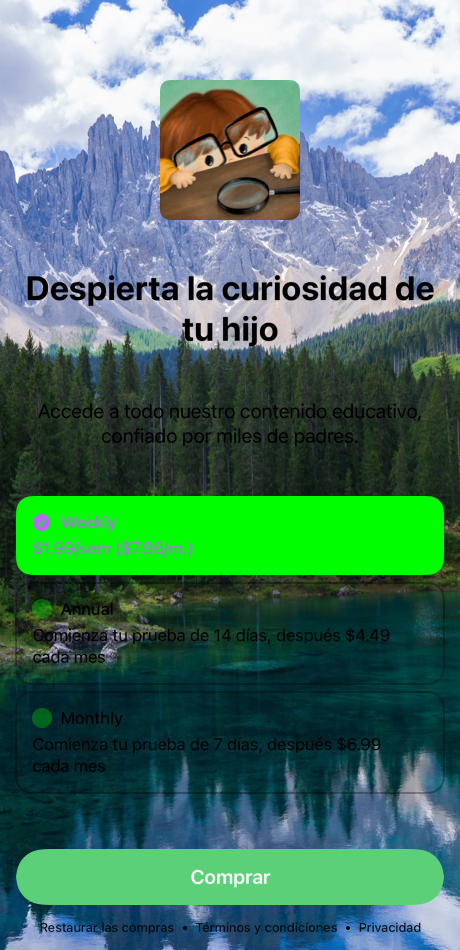 Despierta la curiosidad de
tu hijo
Accede a todo nuestro contenido educativo,
confiado por miles de padres.
Weekly
$1.99/sem ($7.96/m.)
Annual
Comienza tu prueba de 14 días, después $4.49
cada mes
Monthly
Comienza tu prueba de 7 días, después $6.99
cada mes
Comprar
Restaurar las compras • Términos y condiciones • Privacidad